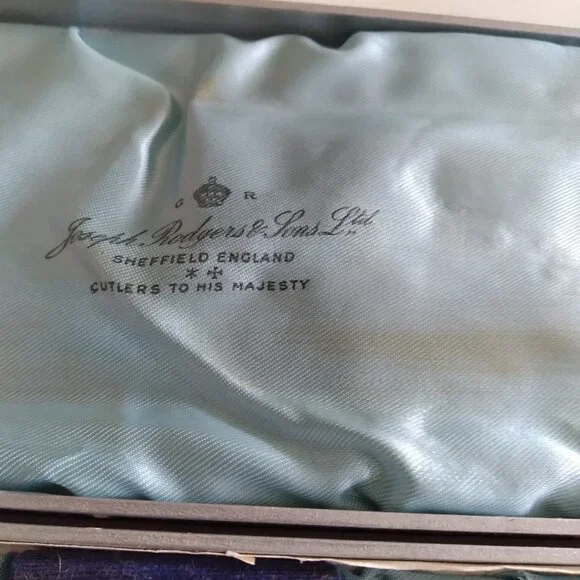 G R
Joseph Rodgers & Sons Ltd
SHEFFIELD ENGLAND
CUTLERS TO HIS MAJESTY